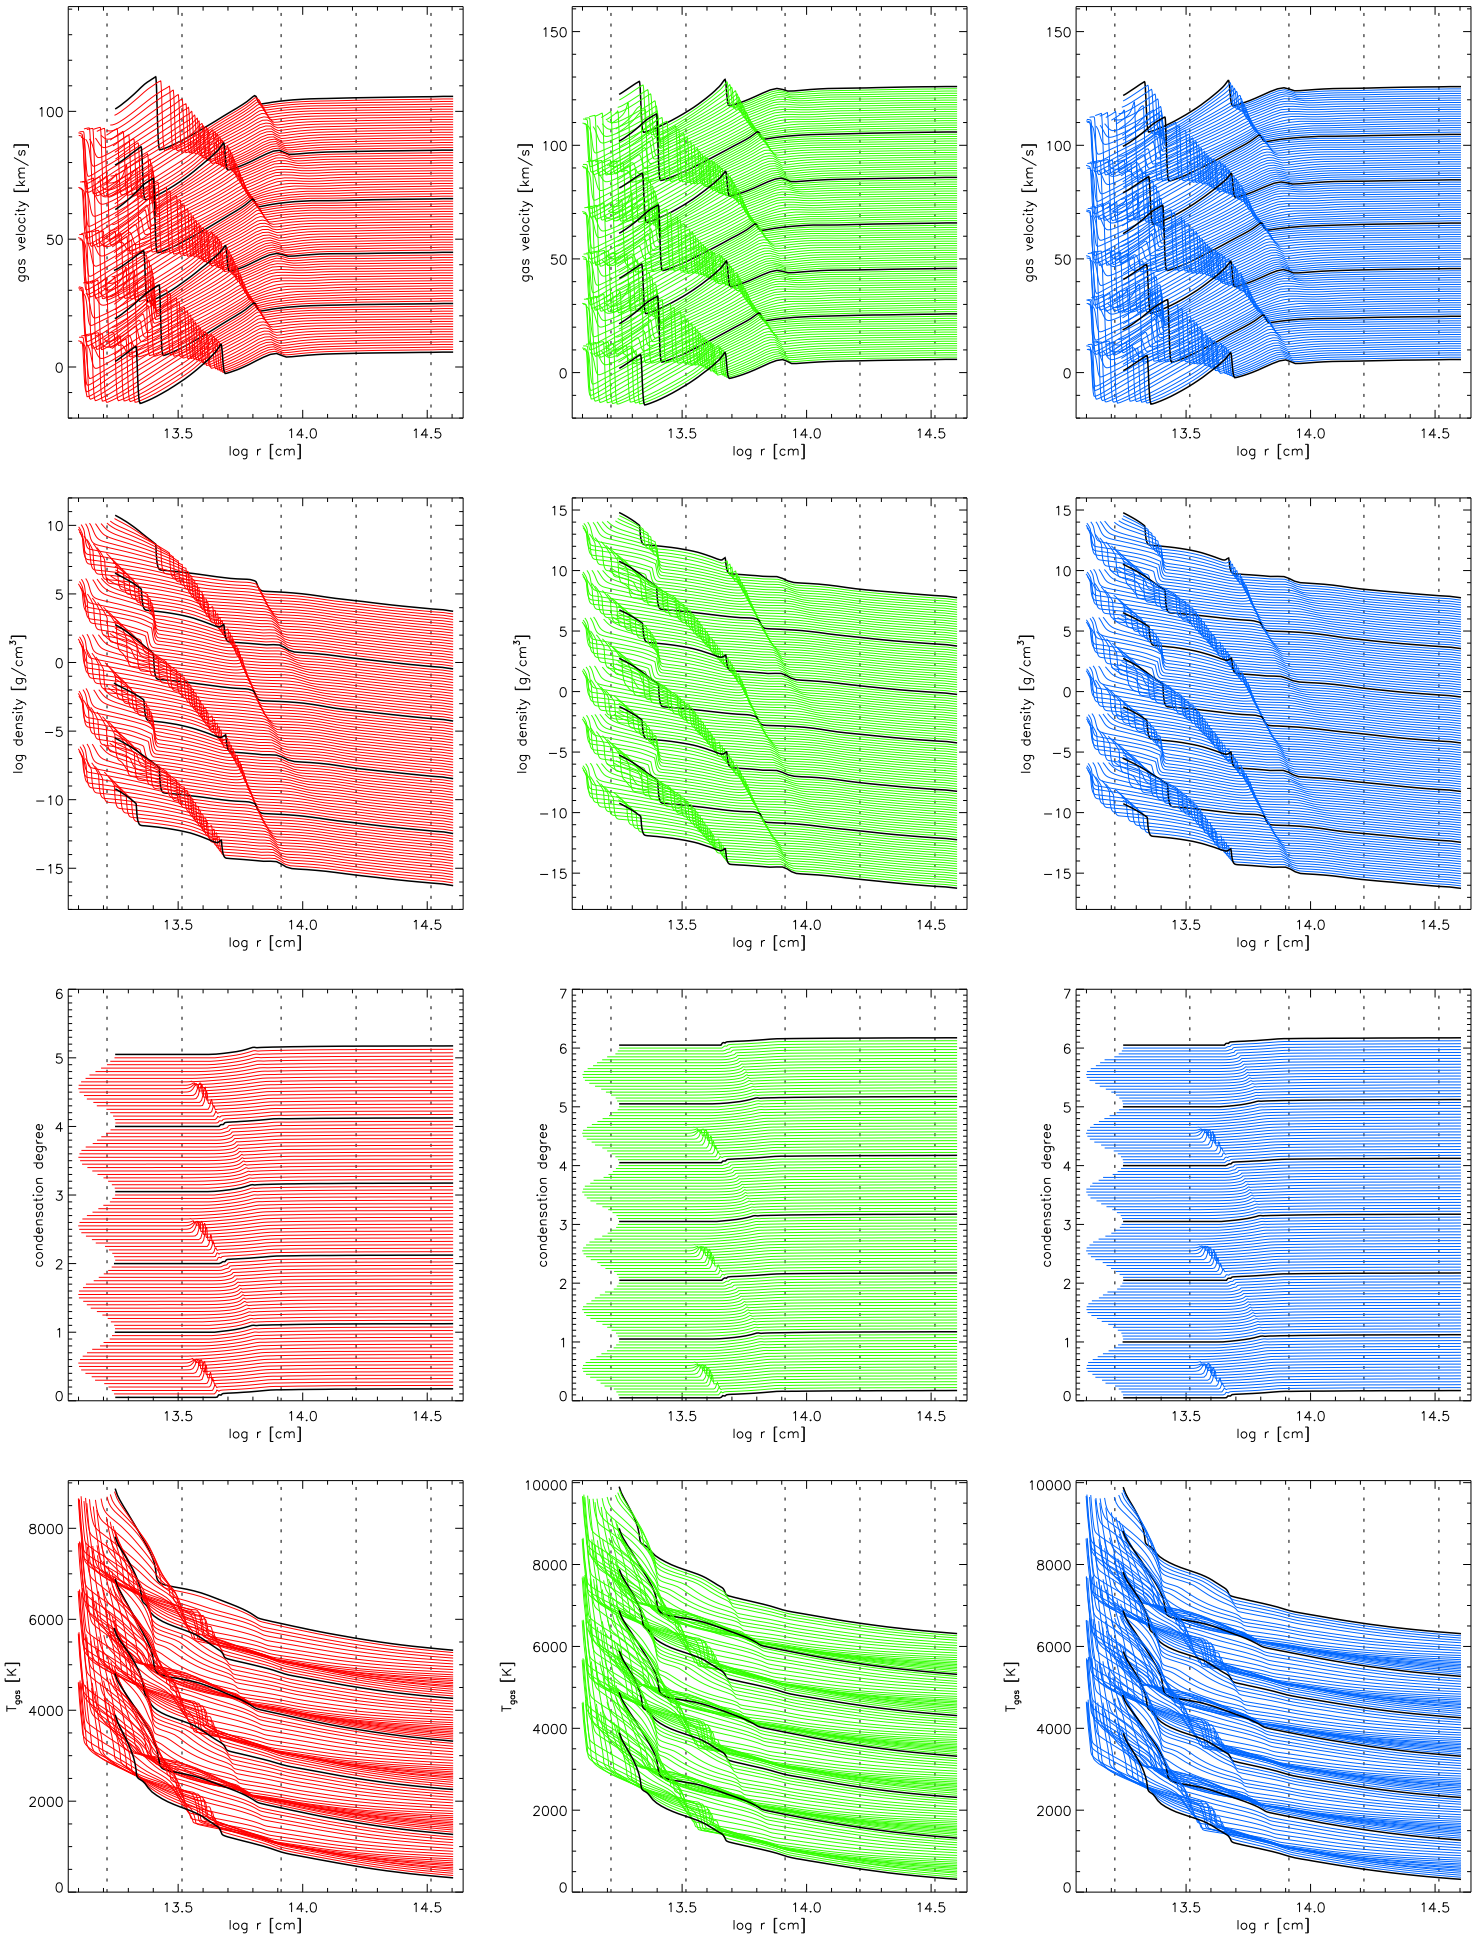 150 150
100 100 100
50 50 50
0 0 0
gas velocity [km/s] gas velocity [km/s] gas velocity [km/s]
13.5 14.0 14.5 13.5 14.0 14.5 13.5 14.0 14.5
log r [cm] log r [cm] log r [cm]
15 15
10 10 10
5 5 5
0 0 0
−5 −5 −5
−10 −10 −10
−15 −15 −15
log density [g/cm³] log density [g/cm³] log density [g/cm³]
13.5 14.0 14.5 13.5 14.0 14.5 13.5 14.0 14.5
log r [cm] log r [cm] log r [cm]
7 7
6 6 6
5 5 5
4 4 4
3 3 3
2 2 2
1 1 1
0 0 0
condensation degree condensation degree condensation degree
13.5 14.0 14.5 13.5 14.0 14.5 13.5 14.0 14.5
log r [cm] log r [cm] log r [cm]
10000 10000
8000 8000 8000
6000 6000 6000
4000 4000 4000
2000 2000 2000
0 0 0
Tgas [K] Tgas [K] Tgas [K]
13.5 14.0 14.5 13.5 14.0 14.5 13.5 14.0 14.5
log r [cm] log r [cm] log r [cm]